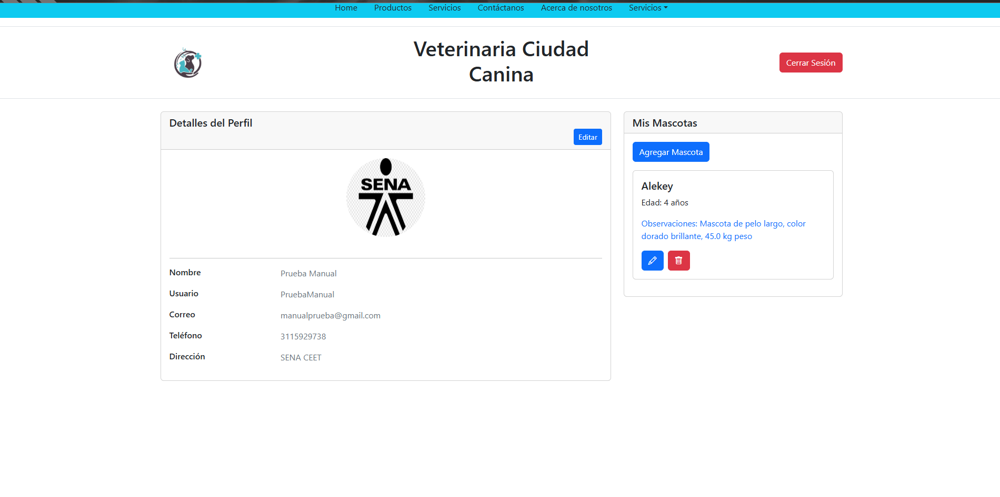 Home Productos Servicios Contáctanos Acerca de nosotros Servicios
Veterinaria Ciudad
Canina
Cerrar Sesión
Detalles del Perfil
Editar
SENA
Nombre Prueba Manual
Usuario PruebaManual
Correo manualprueba@gmail.com
Teléfono 3115929738
Dirección SENA CEET
Mis Mascotas
Agregar Mascota
Alekey
Edad: 4 años
Observaciones: Mascota de pelo largo, color
dorado brillante, 45.0 kg peso